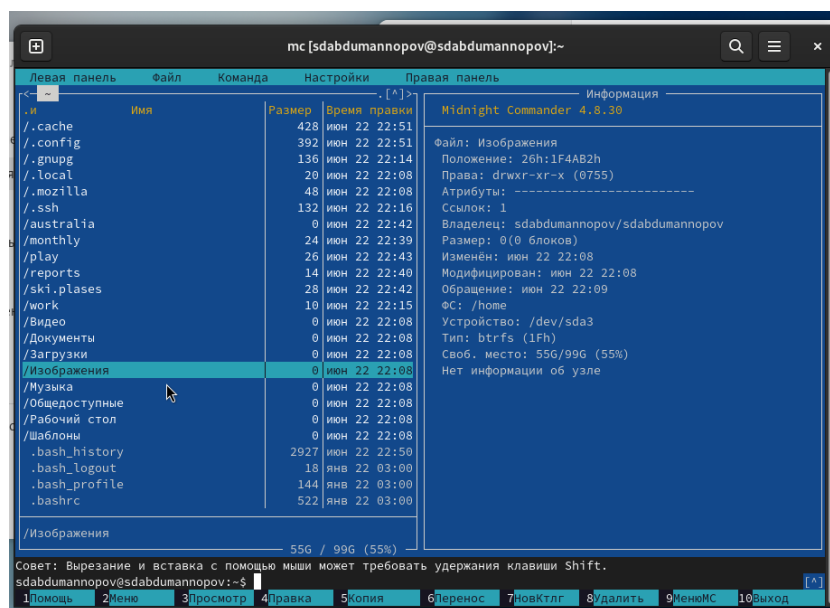 mc [sdabdumannopov@sdabdumannopov]:~
Левая панель Файл Команда Настройки Правая панель
<─ ~ .[^]>
.и Имя Размер Время правки
/.cache 428 июн 22 22:51
/.config 392 июн 22 22:51
/.gnupg 136 июн 22 22:14
/.local 20 июн 22 22:08
/.mozilla 48 июн 22 22:08
/.ssh 132 июн 22 22:16
/australia 0 июн 22 22:42
/monthly 24 июн 22 22:39
/play 26 июн 22 22:43
/reports 14 июн 22 22:40
/ski.plases 28 июн 22 22:42
/work 10 июн 22 22:15
/Видео 0 июн 22 22:08
/Документы 0 июн 22 22:08
/Загрузки 0 июн 22 22:08
/Изображения 0 июн 22 22:08
/Музыка 0 июн 22 22:08
/Общедоступные 0 июн 22 22:08
/Рабочий стол 0 июн 22 22:08
/Шаблоны 0 июн 22 22:08
.bash_history 2927 июн 22 22:50
.bash_logout 18 янв 22 03:00
.bash_profile 144 янв 22 03:00
.bashrc 522 янв 22 03:00
/Изображения
55G / 99G (55%)
Информация
Midnight Commander 4.8.30
Файл: Изображения
Положение: 26h:1F4AB2h
Права: drwxr-xr-x (0755)
Атрибуты: -------------------------
Ссылок: 1
Владелец: sdabdumannopov/sdabdumannopov
Размер: 0(0 блоков)
Изменён: июн 22 22:08
Модифицирован: июн 22 22:08
Обращение: июн 22 22:09
ФС: /home
Устройство: /dev/sda3
Тип: btrfs (1Fh)
Своб. место: 55G/99G (55%)
Нет информации об узле
Совет: Вырезание и вставка с помощью мыши может требовать удержания клавиши Shift.
sdabdumannopov@sdabdumannopov:~$ [^]
1Помощь 2Меню 3Просмотр 4Правка 5Копия 6Перенос 7НовКтлг 8Удалить 9МенюMC 10Выход